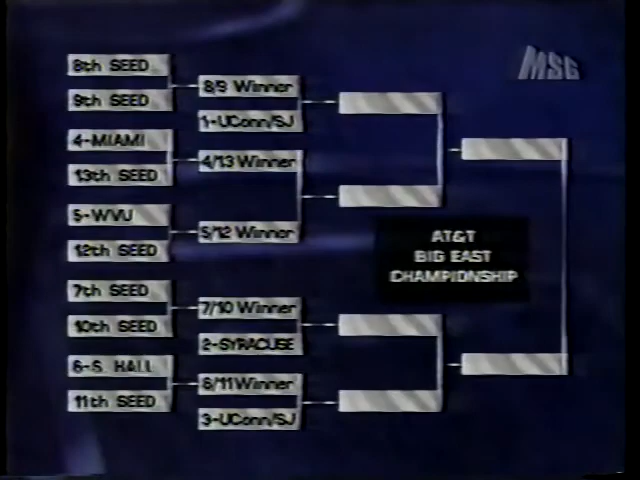 MSG
8th SEED
9th SEED
8/9 Winner
1-UConn/SJ
4-MIAMI
13th SEED
4/13 Winner
5-WVU
12th SEED
5/12 Winner
AT&T
BIG EAST
CHAMPIONSHIP
7th SEED
10th SEED
7/10 Winner
2-SYRACUSE
6-S. HALL
11th SEED
6/11 Winner
3-UConn/SJ